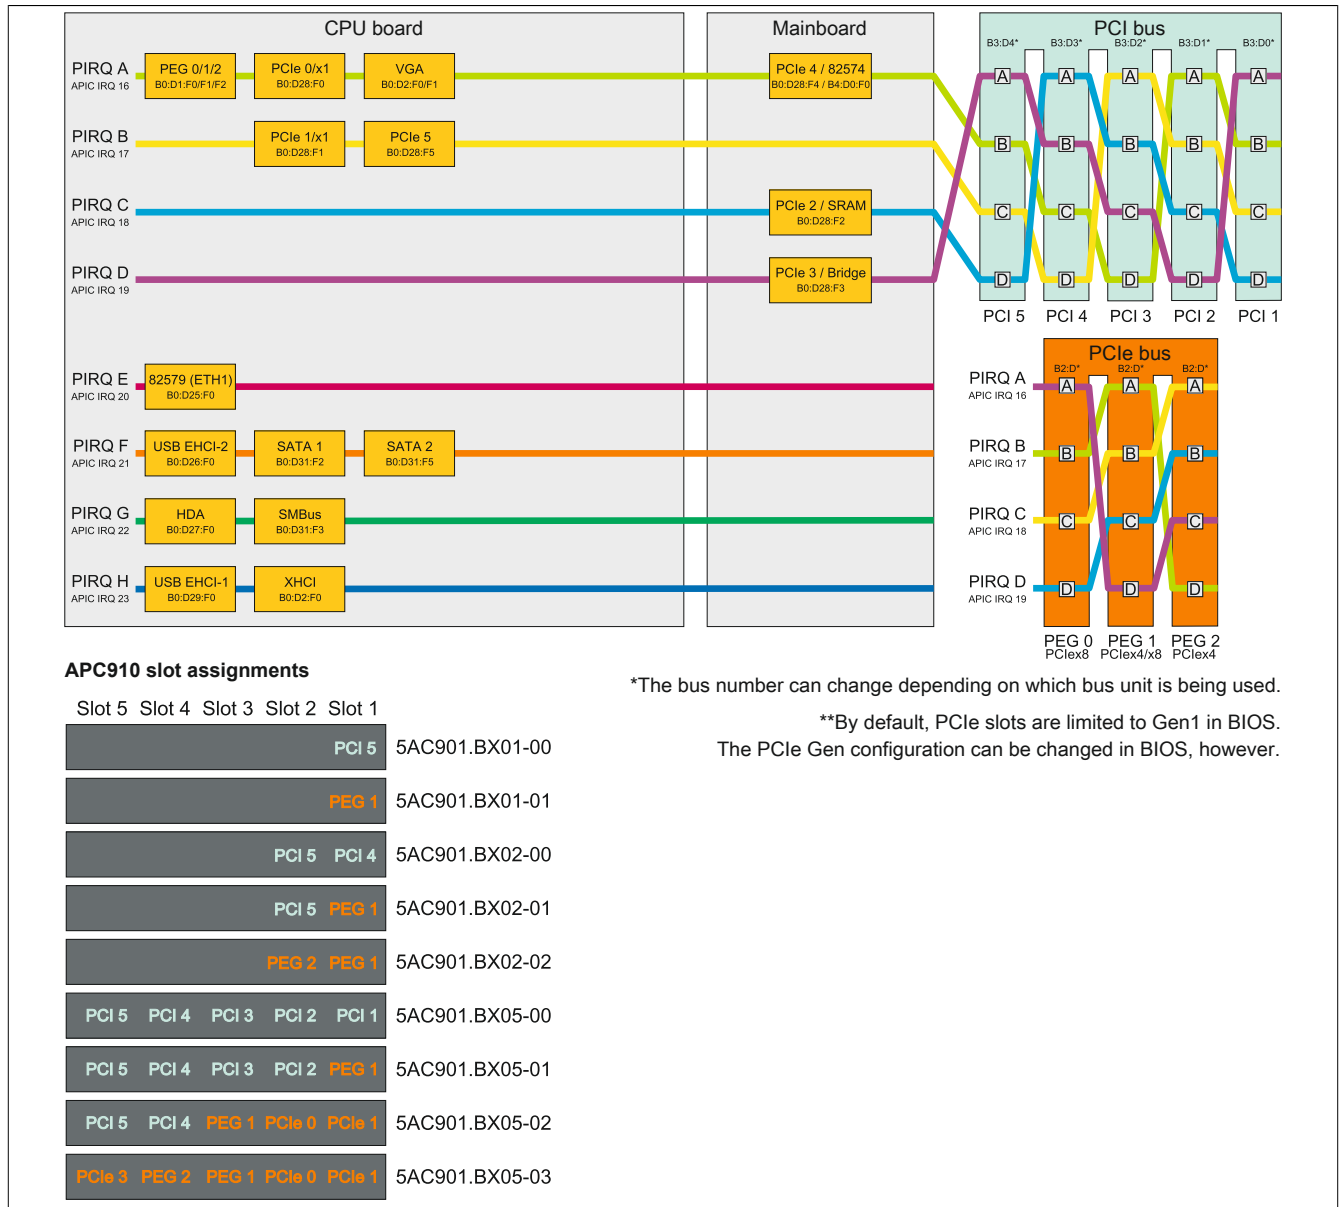 CPU board
Mainboard
PCI bus
B3:D4* B3:D3* B3:D2* B3:D1* B3:D0*
PIRQ A
APIC IRQ 16
PEG 0/1/2
B0:D1:F0/F1/F2
PCIe 0/x1
B0:D28:F0
VGA
B0:D2:F0/F1
PCIe 4 / 82574
B0:D28:F4 / B4:D0:F0
A A A A A
PIRQ B
APIC IRQ 17
PCIe 1/x1
B0:D28:F1
PCIe 5
B0:D28:F5
B B B B B
PIRQ C
APIC IRQ 18
PCIe 2 / SRAM
B0:D28:F2
C C C C C
PIRQ D
APIC IRQ 19
PCIe 3 / Bridge
B0:D28:F3
D D D D D
PCI 5 PCI 4 PCI 3 PCI 2 PCI 1
PIRQ E
APIC IRQ 20
82579 (ETH1)
B0:D25:F0
PIRQ F
APIC IRQ 21
USB EHCI-2
B0:D26:F0
SATA 1
B0:D31:F2
SATA 2
B0:D31:F5
PIRQ G
APIC IRQ 22
HDA
B0:D27:F0
SMBus
B0:D31:F3
PIRQ H
APIC IRQ 23
USB EHCI-1
B0:D29:F0
XHCI
B0:D2:F0
PCIe bus
B2:D* B2:D* B2:D*
PIRQ A
APIC IRQ 16
A A A
PIRQ B
APIC IRQ 17
B B B
PIRQ C
APIC IRQ 18
C C C
PIRQ D
APIC IRQ 19
D D D
PEG 0 PEG 1 PEG 2
PCIex8 PCIex4/x8 PCIex4
APC910 slot assignments
*The bus number can change depending on which bus unit is being used.
**By default, PCIe slots are limited to Gen1 in BIOS.
The PCIe Gen configuration can be changed in BIOS, however.
Slot 5 Slot 4 Slot 3 Slot 2 Slot 1
PCI 5 5AC901.BX01-00
PEG 1 5AC901.BX01-01
PCI 5 PCI 4 5AC901.BX02-00
PCI 5 PEG 1 5AC901.BX02-01
PEG 2 PEG 1 5AC901.BX02-02
PCI 5 PCI 4 PCI 3 PCI 2 PCI 1 5AC901.BX05-00
PCI 5 PCI 4 PCI 3 PCI 2 PEG 1 5AC901.BX05-01
PCI 5 PCI 4 PEG 1 PCIe 0 PCIe 1 5AC901.BX05-02
PCIe 3 PEG 2 PEG 1 PCIe 0 PCIe 1 5AC901.BX05-03